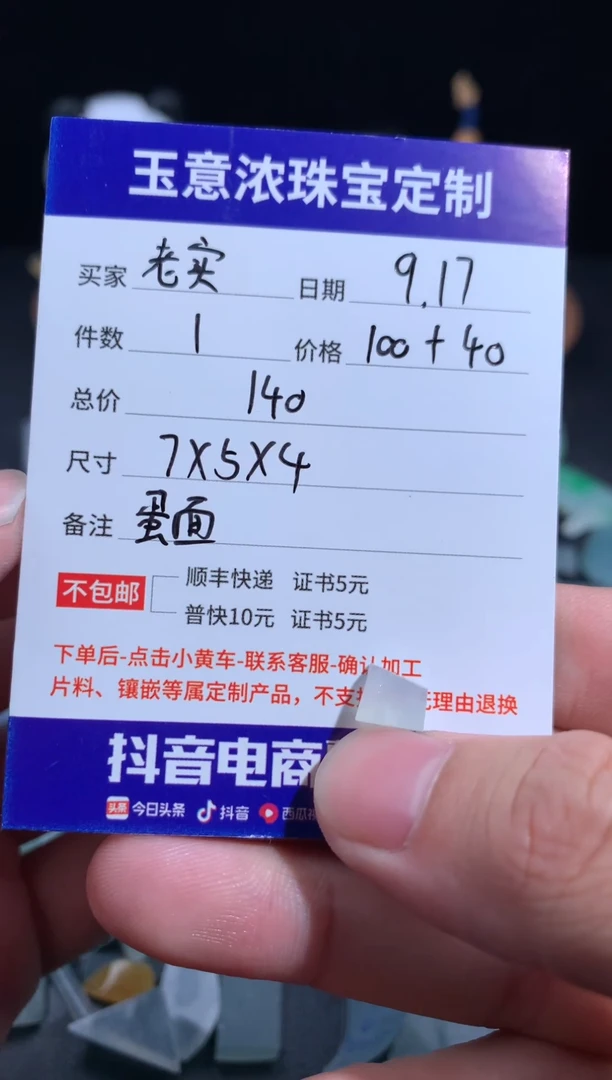 玉意浓珠宝定制
买家 老实 日期 9.17
件数 1 价格 100+40
总价 140
尺寸 7X5X4
备注 蛋面
不包邮
顺丰快递 证书5元
普快10元 证书5元
下单后-点击小黄车-联系客服-确认加工
片料、镶嵌等属定制产品，不支 理由退换
抖音电商
头条 今日头条 抖音 西瓜